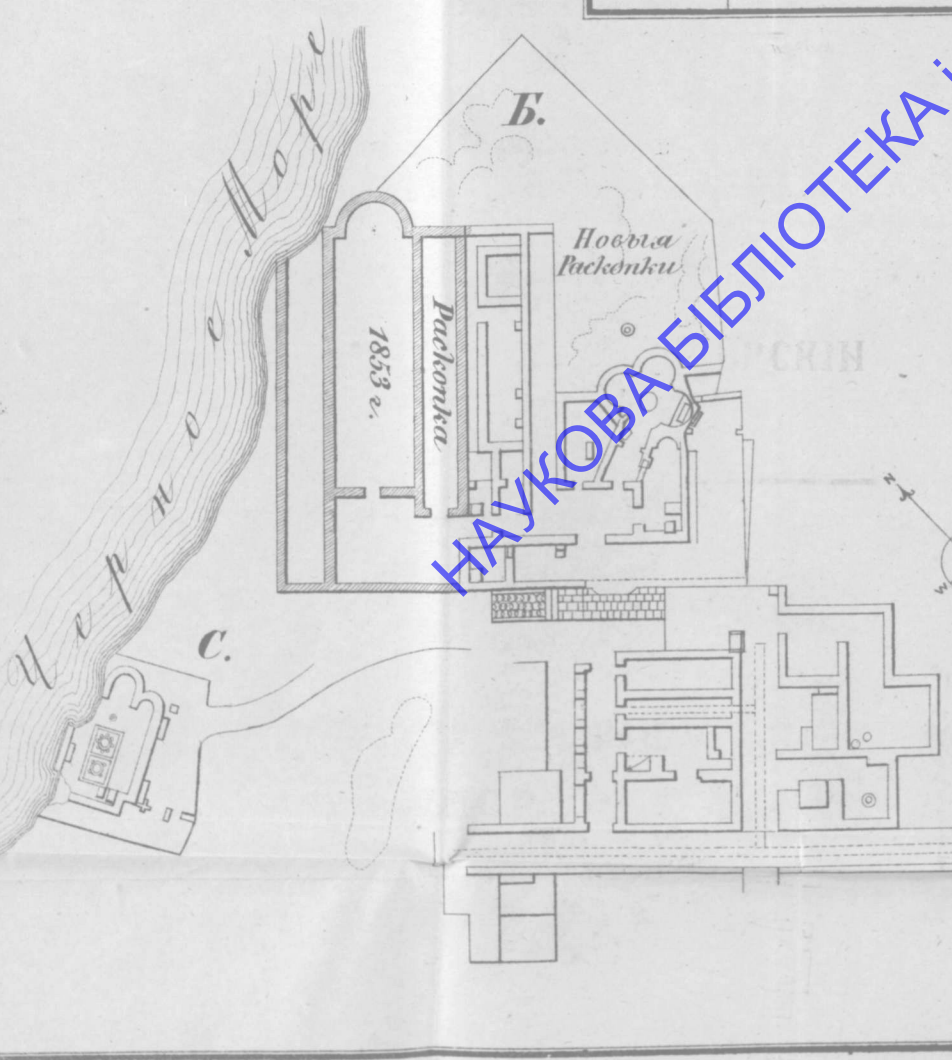 Черное Море
Б.
Новыя
Раскопки
Раскопка
1853 г.
С.
N
W
НАУКОВА БІБЛІОТЕКА і